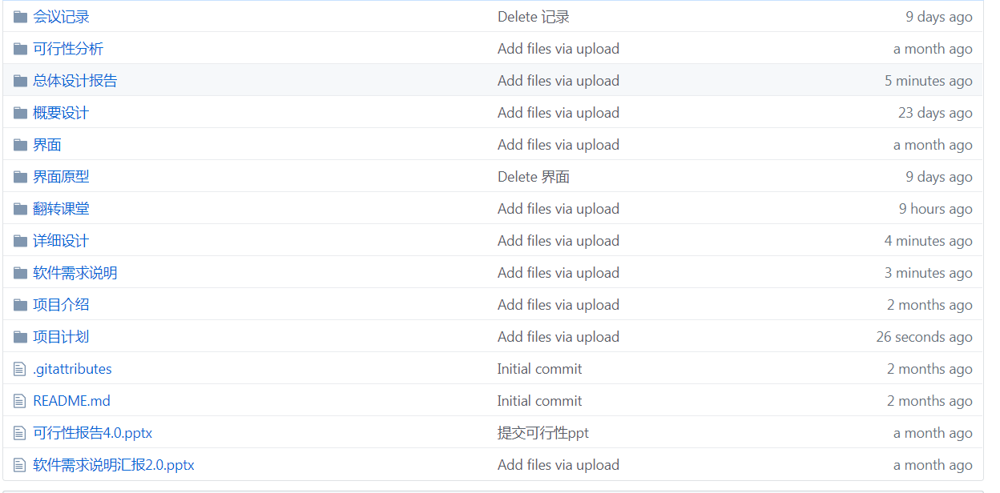 会议记录 Delete 记录 9 days ago
可行性分析 Add files via upload a month ago
总体设计报告 Add files via upload 5 minutes ago
概要设计 Add files via upload 23 days ago
界面 Add files via upload a month ago
界面原型 Delete 界面 9 days ago
翻转课堂 Add files via upload 9 hours ago
详细设计 Add files via upload 4 minutes ago
软件需求说明 Add files via upload 3 minutes ago
项目介绍 Add files via upload 2 months ago
项目计划 Add files via upload 26 seconds ago
.gitattributes Initial commit 2 months ago
README.md Initial commit 2 months ago
可行性报告4.0.pptx 提交可行性ppt a month ago
软件需求说明汇报2.0.pptx Add files via upload a month ago